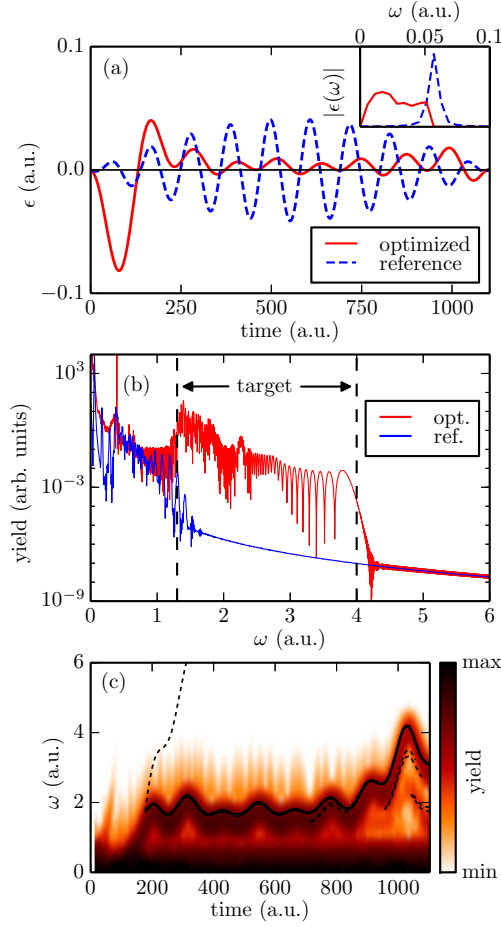 ω (a.u.)
0 0.05 0.1
|ϵ(ω)|
(a)
0.1
0.0
−0.1
ϵ (a.u.)
optimized
reference
0 250 500 750 1000
time (a.u.)
(b)
target
opt.
ref.
10^3
10^−3
10^−9
yield (arb. units)
0 1 2 3 4 5 6
ω (a.u.)
(c)
6
4
2
0
ω (a.u.)
max
yield
min
0 200 400 600 800 1000
time (a.u.)